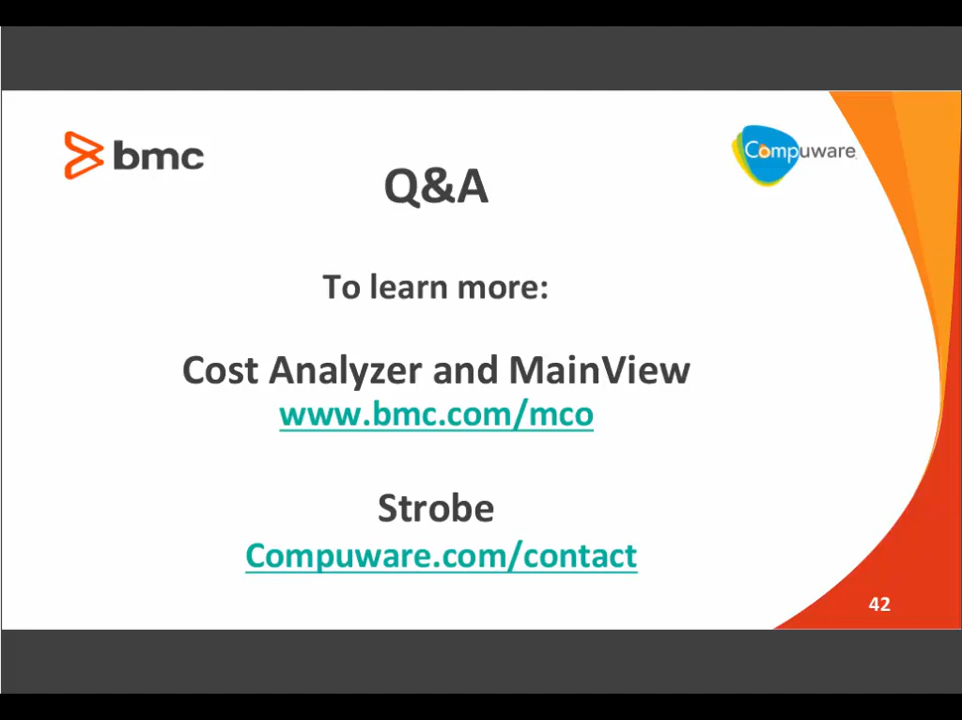 bmc
Compuware
Q&A
To learn more:
Cost Analyzer and MainView
www.bmc.com/mco
Strobe
Compuware.com/contact
42